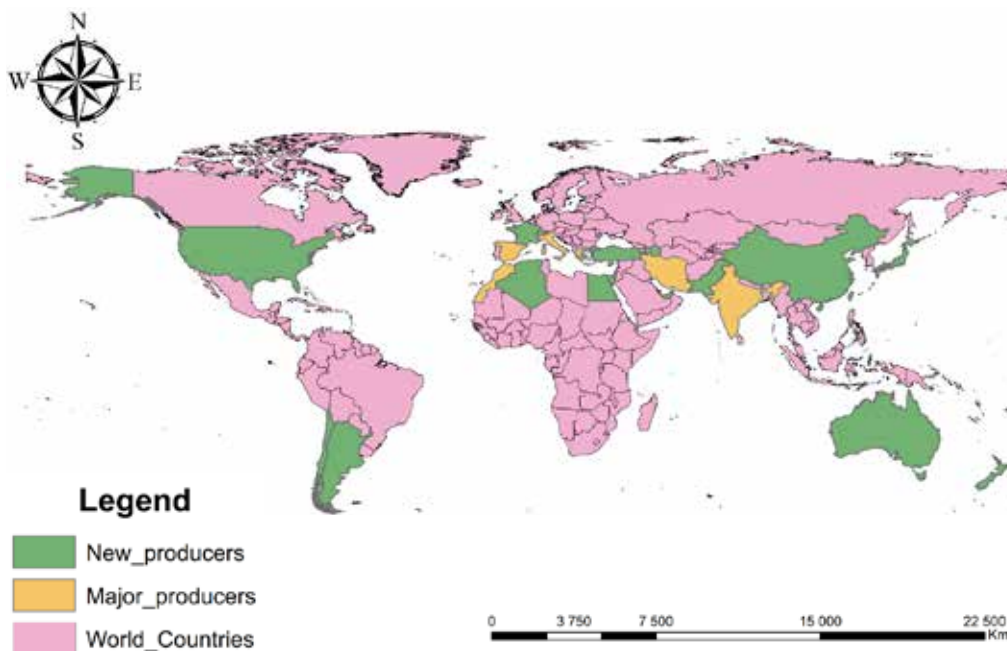 N
W E
S
Legend
New_producers
Major_producers
World_Countries
0 3 750 7 500 15 000 22 500
Km